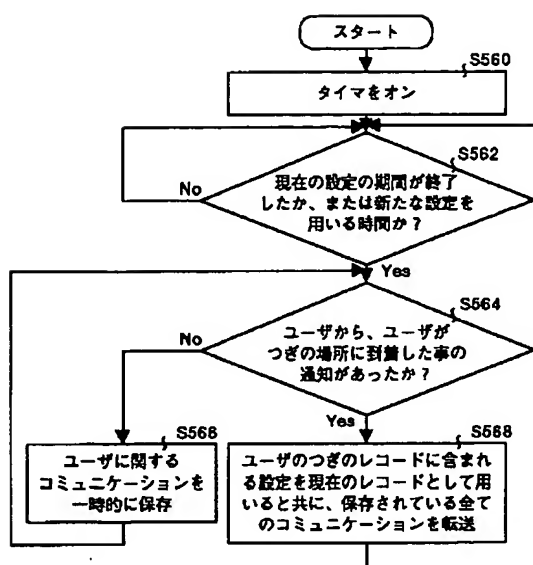 スタート
S560
タイマをオン
S562
現在の設定の期間が終了
したか、または新たな設定を
用いる時間か？
No
Yes
S564
ユーザから、ユーザが
つぎの場所に到着した事の
通知があったか？
No
Yes
S566
ユーザに関する
コミュニケーションを
一時的に保存
S568
ユーザのつぎのレコードに含まれ
る設定を現在のレコードとして用
いると共に、保存されている全て
のコミュニケーションを転送